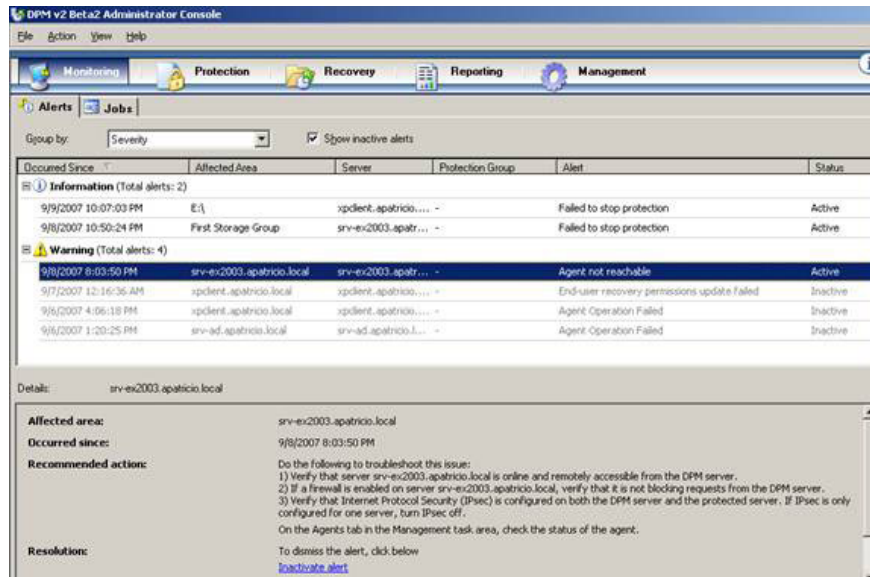 DPM v2 Beta2 Administrator Console
File Action View Help
Monitoring Protection Recovery Reporting Management
Alerts Jobs
Group by: Severity Show inactive alerts
Occurred Since Affected Area Server Protection Group Alert Status
Information (Total alerts: 2)
9/9/2007 10:07:03 PM E:\ xpclient.apatricio.... - Failed to stop protection Active
9/8/2007 10:50:24 PM First Storage Group srv-ex2003.apatr... - Failed to stop protection Active
Warning (Total alerts: 4)
9/8/2007 8:03:50 PM srv-ex2003.apatricio.local srv-ex2003.apatr... - Agent not reachable Active
9/7/2007 12:16:36 AM xpclient.apatricio.local xpclient.apatricio.... - End-user recovery permissions update failed Inactive
9/6/2007 4:06:18 PM xpclient.apatricio.local xpclient.apatricio.... - Agent Operation Failed Inactive
9/6/2007 1:20:25 PM srv-ad.apatricio.local srv-ad.apatricio.l... - Agent Operation Failed Inactive
Details: srv-ex2003.apatricio.local
Affected area: srv-ex2003.apatricio.local
Occurred since: 9/8/2007 8:03:50 PM
Recommended action: Do the following to troubleshoot this issue:
1) Verify that server srv-ex2003.apatricio.local is online and remotely accessible from the DPM server.
2) If a firewall is enabled on server srv-ex2003.apatricio.local, verify that it is not blocking requests from the DPM server.
3) Verify that Internet Protocol Security (IPsec) is configured on both the DPM server and the protected server. If IPsec is only
configured for one server, turn IPsec off.
On the Agents tab in the Management task area, check the status of the agent.
Resolution: To dismiss the alert, click below
Inactivate alert